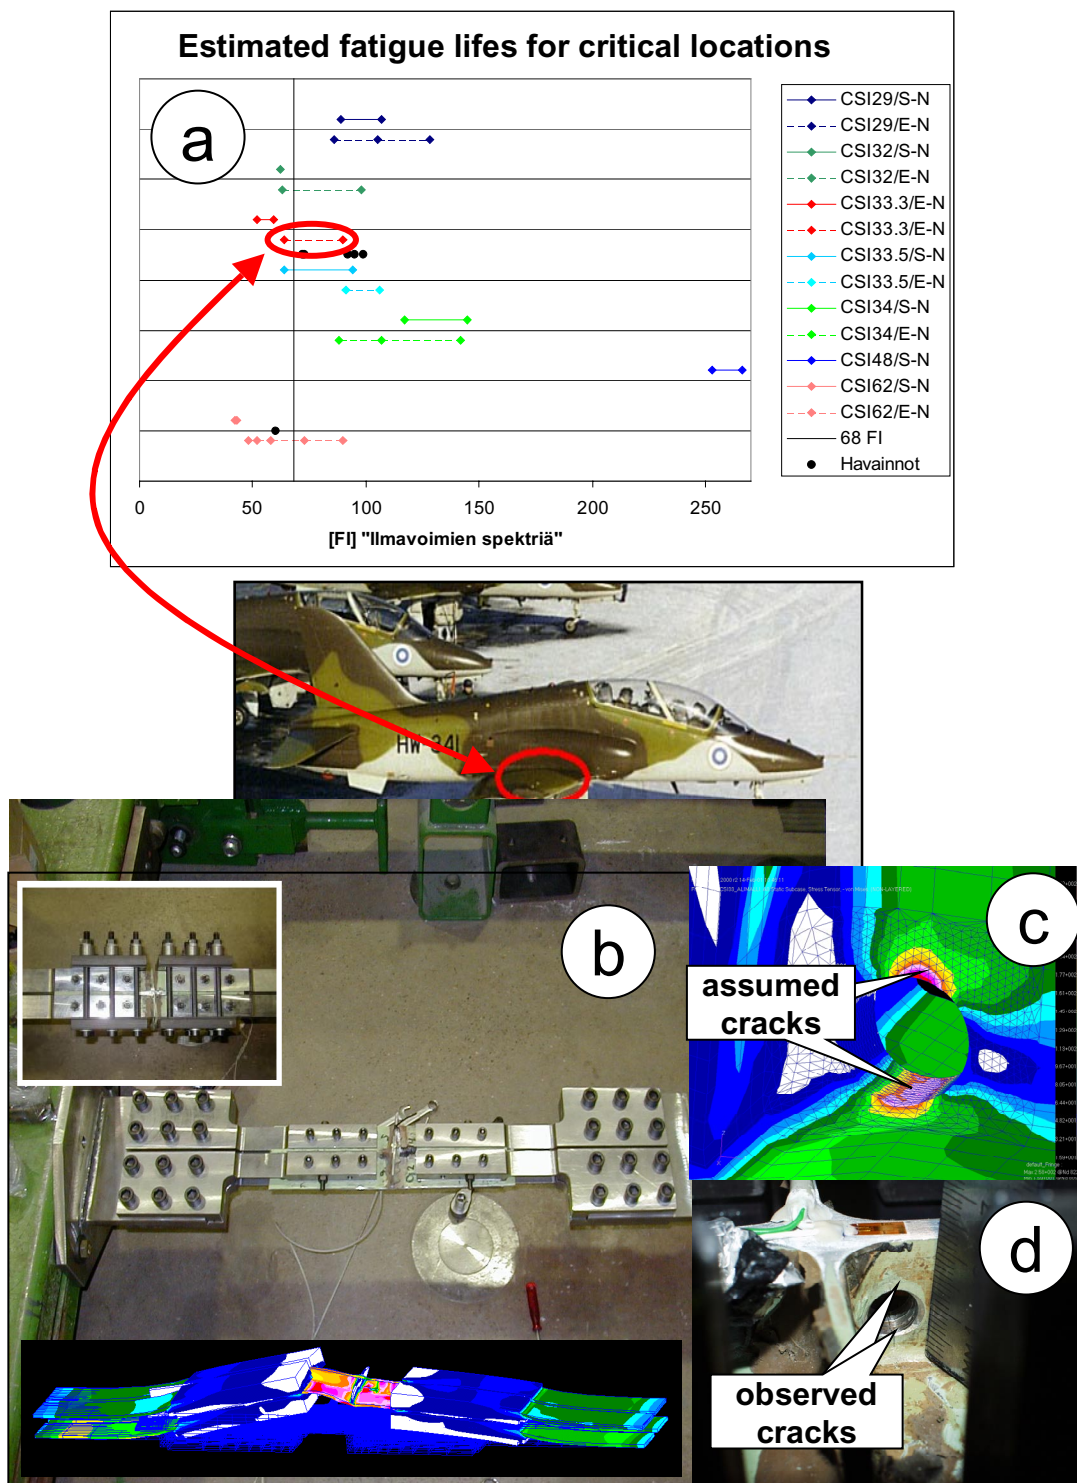 Estimated fatigue lifes for critical locations
a
CSI29/S-N
CSI29/E-N
CSI32/S-N
CSI32/E-N
CSI33.3/E-N
CSI33.3/E-N
CSI33.5/S-N
CSI33.5/E-N
CSI34/S-N
CSI34/E-N
CSI48/S-N
CSI62/S-N
CSI62/E-N
68 FI
Havainnot
0 50 100 150 200 250
[FI] "Ilmavoimien spektriä"
HW-341
b
c
assumed
cracks
default_Fringe
d
observed
cracks